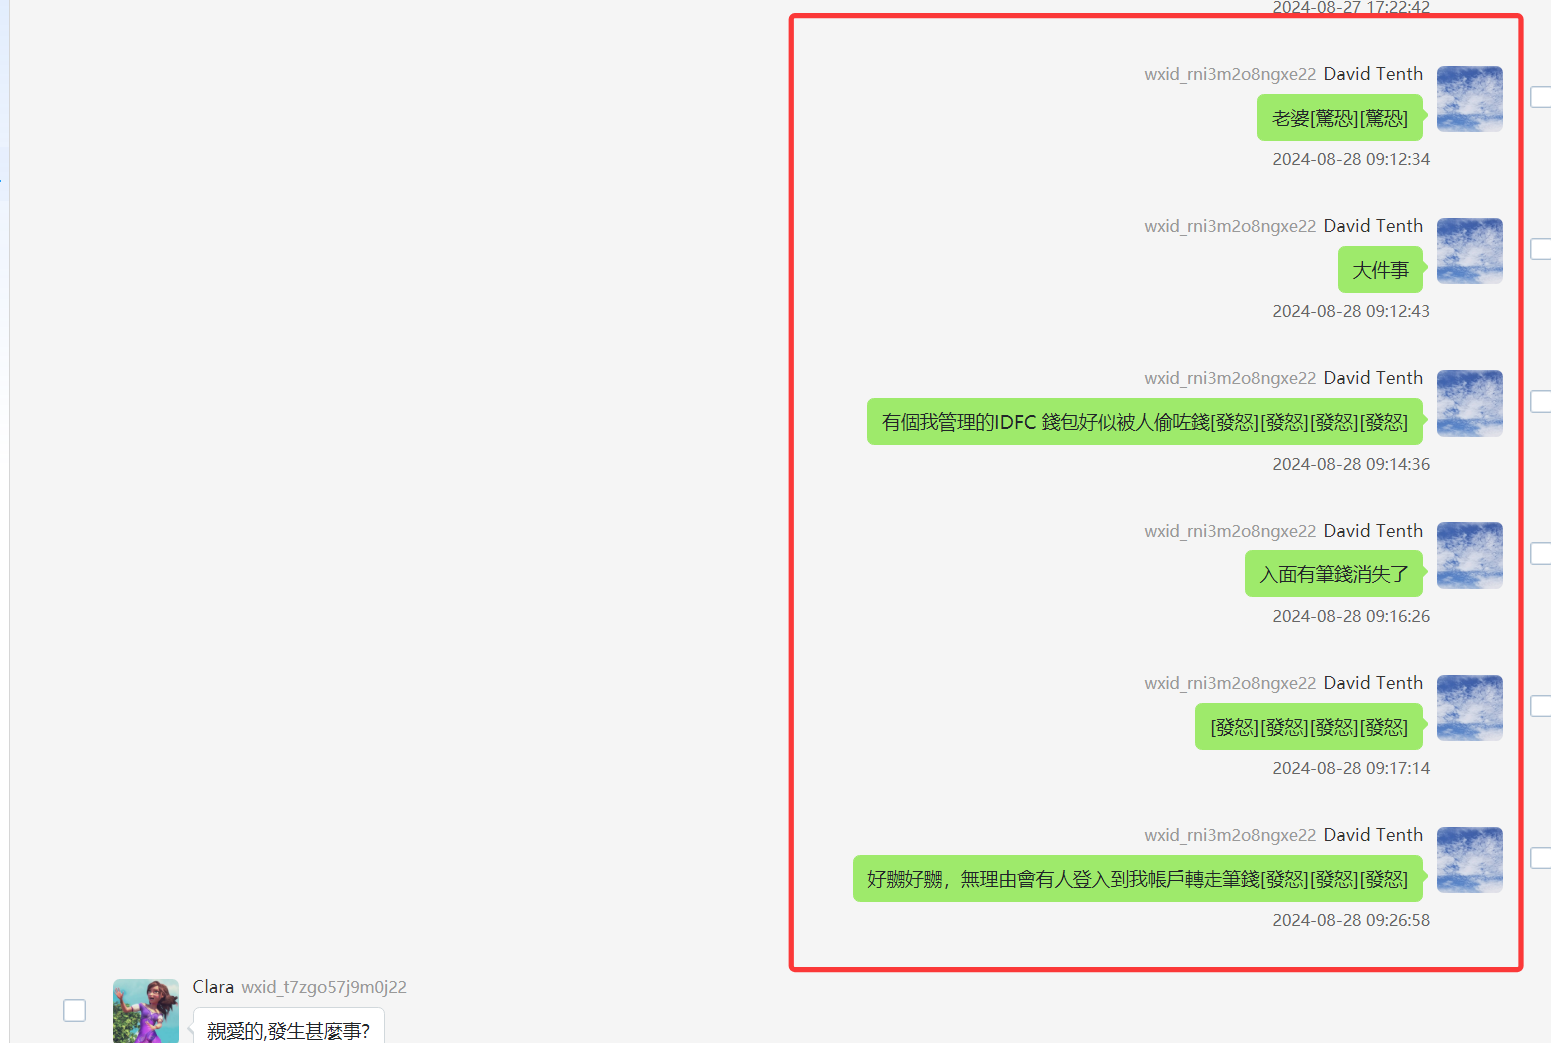 2024-08-27 17:22:42
wxid_rni3m2o8ngxe22 David Tenth
老婆[驚恐][驚恐]
2024-08-28 09:12:34
wxid_rni3m2o8ngxe22 David Tenth
大件事
2024-08-28 09:12:43
wxid_rni3m2o8ngxe22 David Tenth
有個我管理的IDFC 錢包好似被人偷咗錢[發怒][發怒][發怒][發怒]
2024-08-28 09:14:36
wxid_rni3m2o8ngxe22 David Tenth
入面有筆錢消失了
2024-08-28 09:16:26
wxid_rni3m2o8ngxe22 David Tenth
[發怒][發怒][發怒][發怒]
2024-08-28 09:17:14
wxid_rni3m2o8ngxe22 David Tenth
好嬲好嬲，無理由會有人登入到我帳戶轉走筆錢[發怒][發怒][發怒]
2024-08-28 09:26:58
Clara wxid_t7zgo57j9m0j22
親愛的,發生甚麼事?